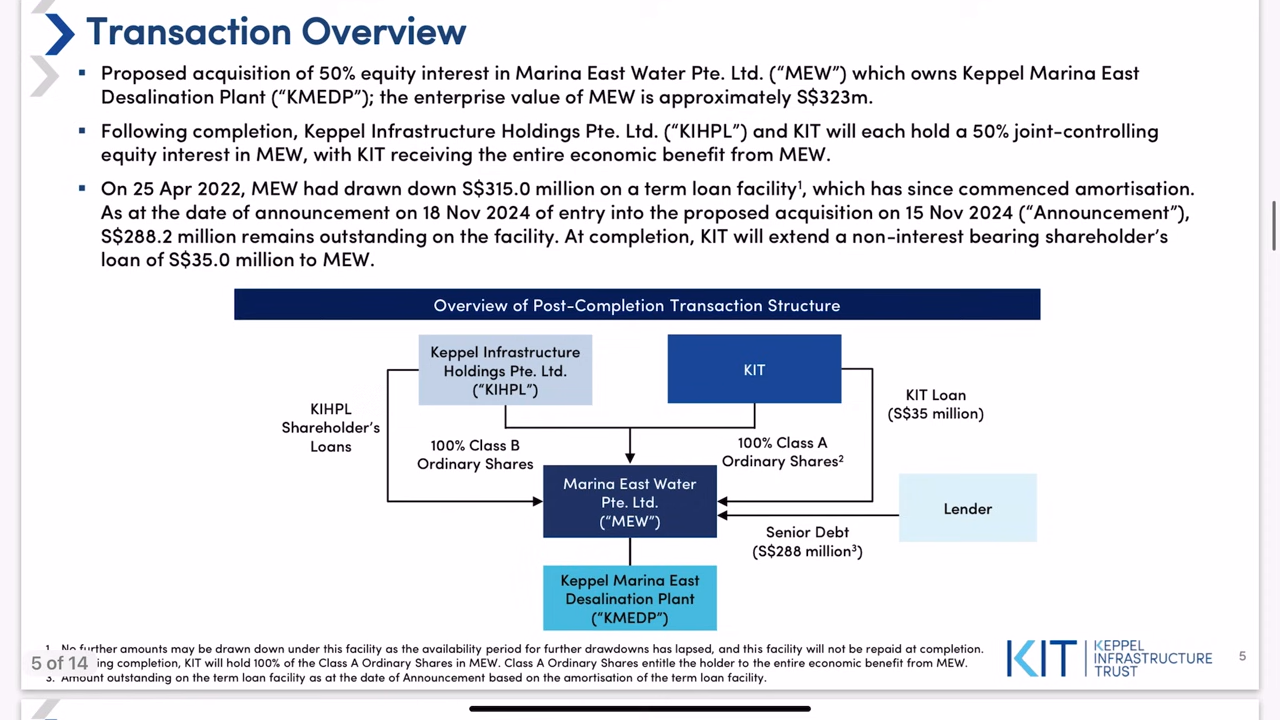 Transaction Overview
▪ Proposed acquisition of 50% equity interest in Marina East Water Pte. Ltd. (“MEW”) which owns Keppel Marina East
Desalination Plant (“KMEDP”); the enterprise value of MEW is approximately S$323m.
▪ Following completion, Keppel Infrastructure Holdings Pte. Ltd. (“KIHPL”) and KIT will each hold a 50% joint-controlling
equity interest in MEW, with KIT receiving the entire economic benefit from MEW.
▪ On 25 Apr 2022, MEW had drawn down S$315.0 million on a term loan facility¹, which has since commenced amortisation.
As at the date of announcement on 18 Nov 2024 of entry into the proposed acquisition on 15 Nov 2024 (“Announcement”),
S$288.2 million remains outstanding on the facility. At completion, KIT will extend a non-interest bearing shareholder’s
loan of S$35.0 million to MEW.
Overview of Post-Completion Transaction Structure
Keppel Infrastructure
Holdings Pte. Ltd.
(“KIHPL”)
KIT
KIHPL
Shareholder’s
Loans
KIT Loan
(S$35 million)
100% Class B
Ordinary Shares
100% Class A
Ordinary Shares²
Marina East Water
Pte. Ltd.
(“MEW”)
Lender
Senior Debt
(S$288 million³)
Keppel Marina East
Desalination Plant
(“KMEDP”)
1. No further amounts may be drawn down under this facility as the availability period for further drawdowns has lapsed, and this facility will not be repaid at completion.
ing completion, KIT will hold 100% of the Class A Ordinary Shares in MEW. Class A Ordinary Shares entitle the holder to the entire economic benefit from MEW.
3. Amount outstanding on the term loan facility as at the date of Announcement based on the amortisation of the term loan facility.
5 of 14
KIT
KEPPEL
INFRASTRUCTURE
TRUST
5